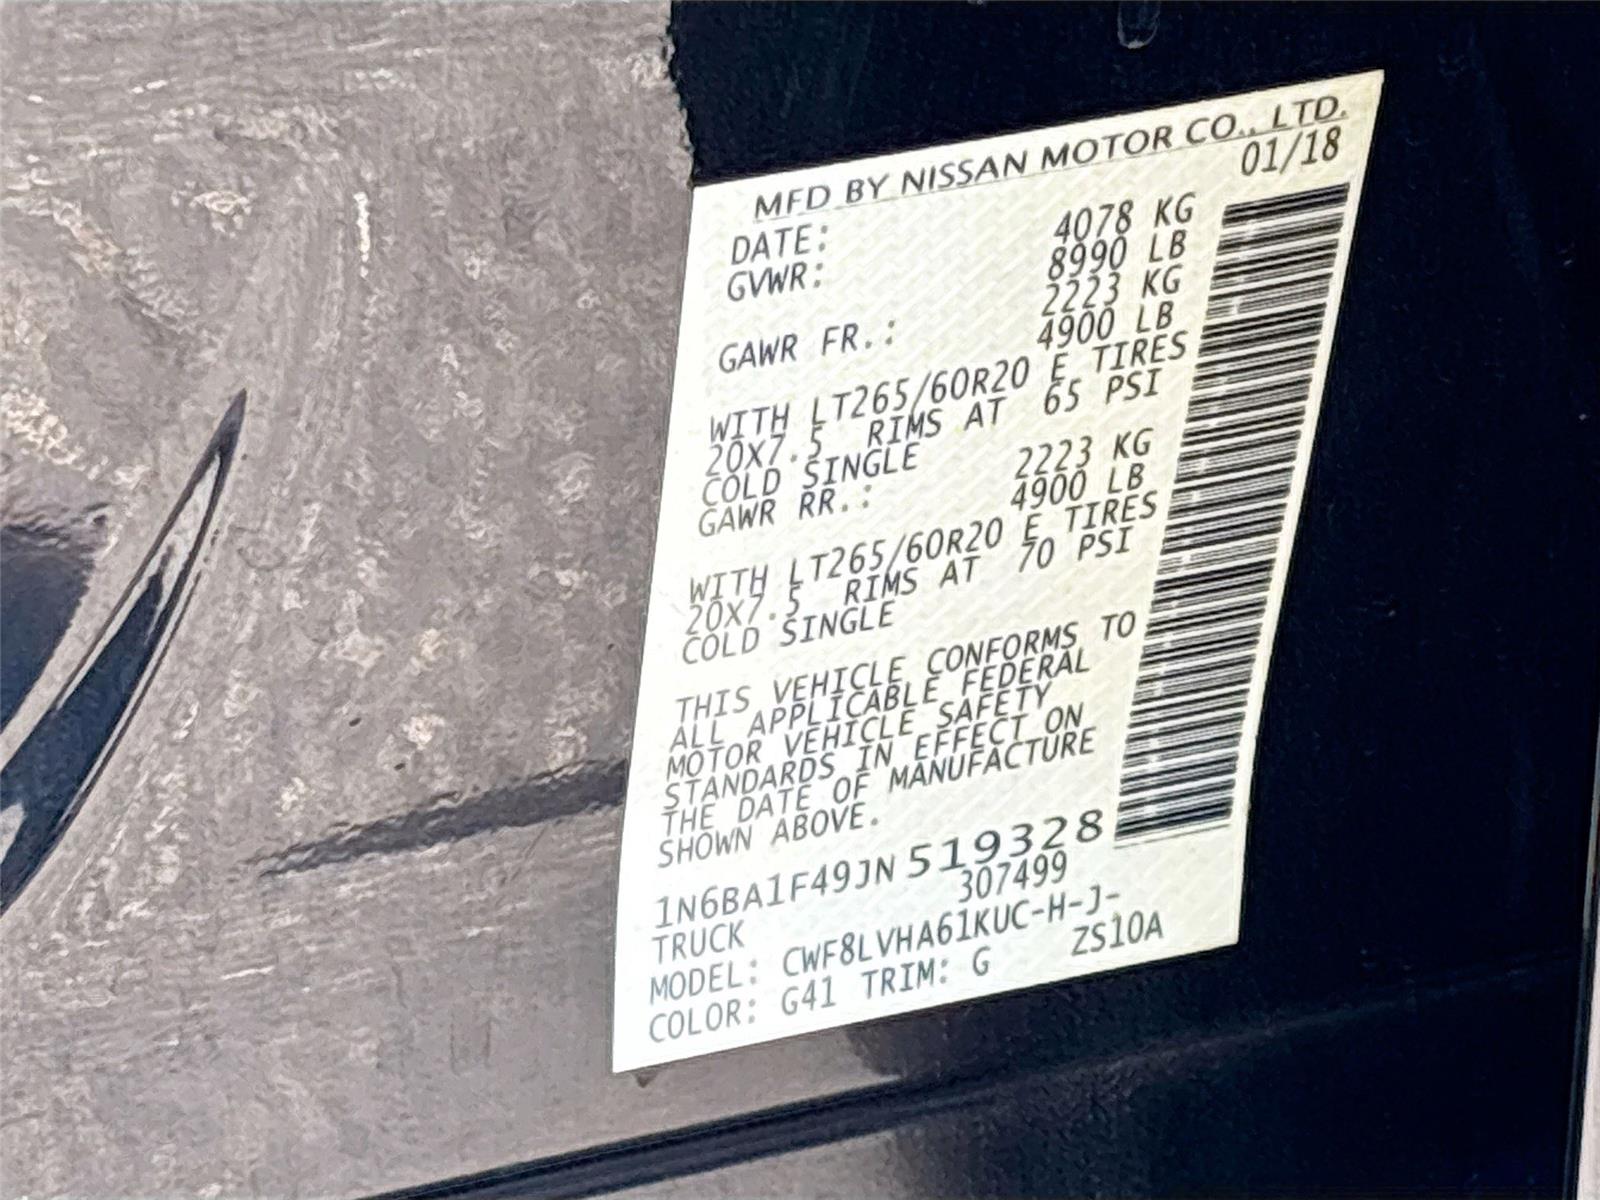 MFD BY NISSAN MOTOR CO., LTD.
DATE: 01/18
GVWR: 4078 KG
8990 LB
GAWR FR.: 2223 KG
4900 LB
WITH LT265/60R20 E TIRES
20X7.5 RIMS AT 65 PSI
COLD SINGLE
GAWR RR.: 2223 KG
4900 LB
WITH LT265/60R20 E TIRES
20X7.5 RIMS AT 70 PSI
COLD SINGLE
THIS VEHICLE CONFORMS TO
ALL APPLICABLE FEDERAL
MOTOR VEHICLE SAFETY
STANDARDS IN EFFECT ON
THE DATE OF MANUFACTURE
SHOWN ABOVE.
1N6BA1F49JN 519328
TRUCK 307499
MODEL: CWF8LVHA61KUC-H-J-
COLOR: G41 TRIM: G ZS10A